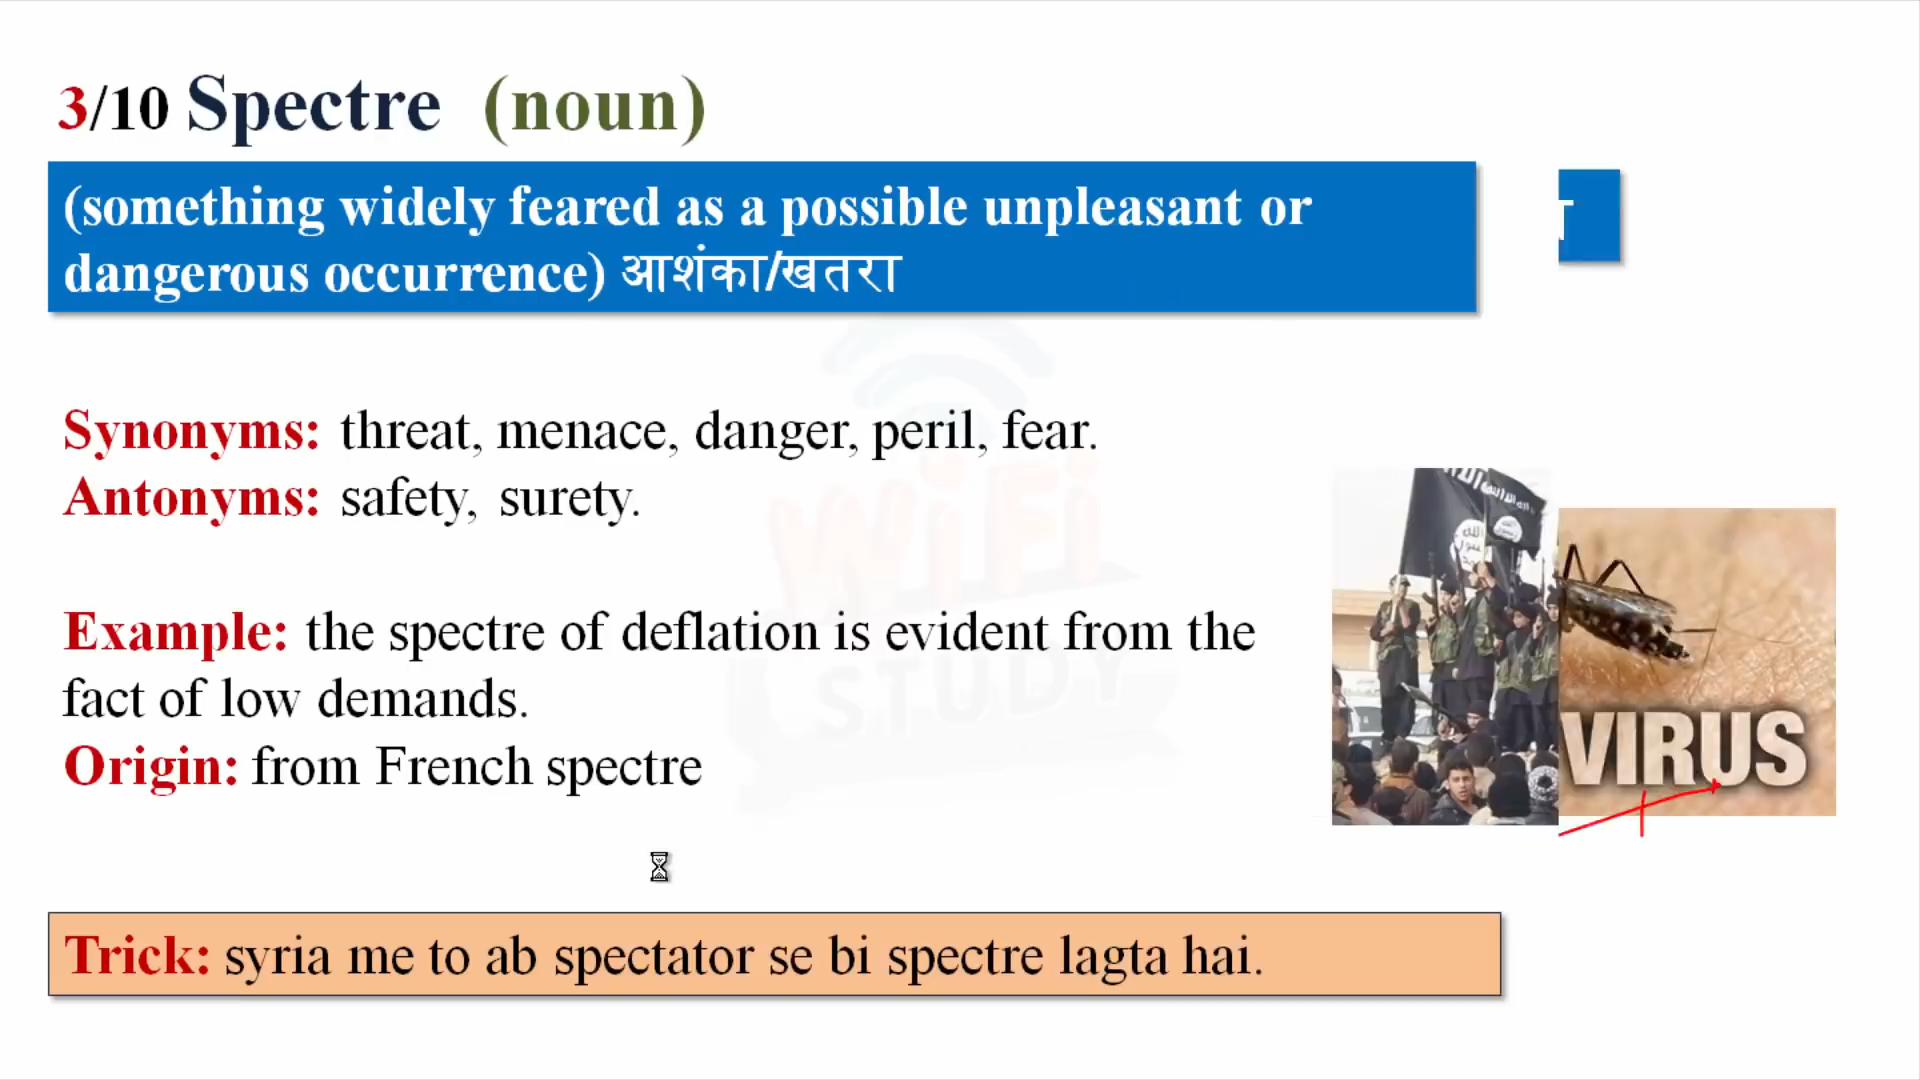 3/10 Spectre (noun)
(something widely feared as a possible unpleasant or
dangerous occurrence) आशंका/खतरा
Synonyms: threat, menace, danger, peril, fear.
Antonyms: safety, surety.
Example: the spectre of deflation is evident from the
fact of low demands.
Origin: from French spectre
VIRUS
WiFi
STUDY
Trick: syria me to ab spectator se bi spectre lagta hai.